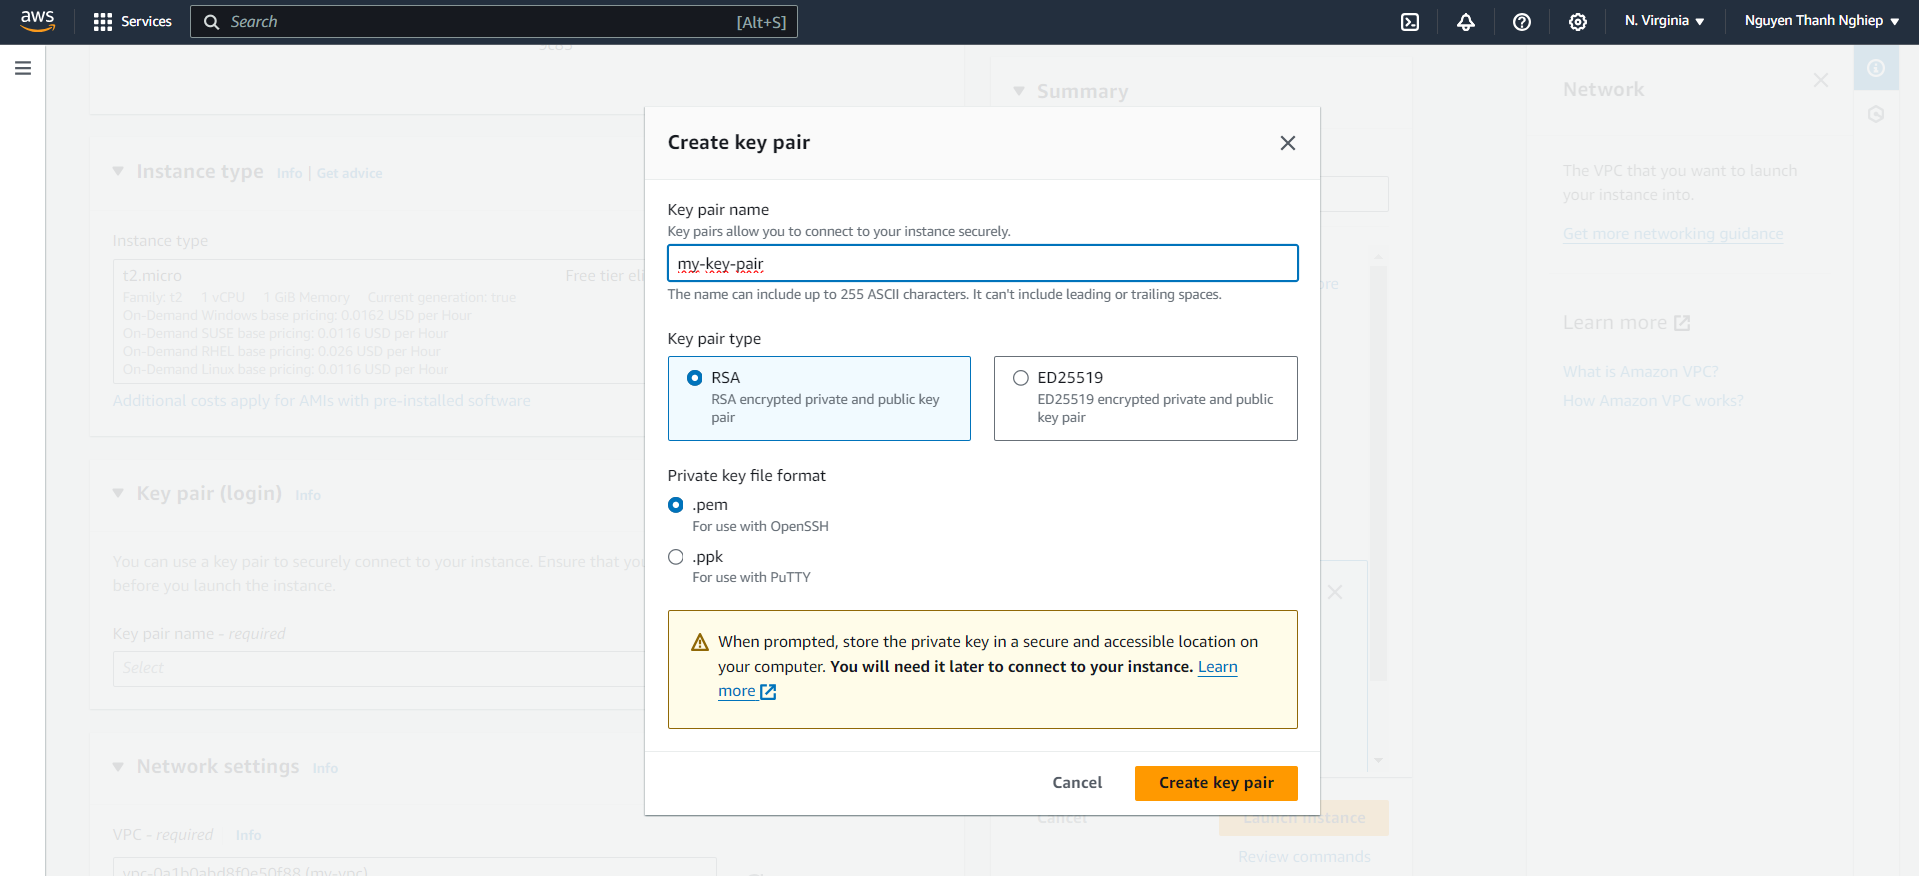 aws
Services
Search
[Alt+S]
N. Virginia
Nguyen Thanh Nghiep
Instance type
Info | Get advice
Instance type
t2.micro
Free tier eli
Family: t2 1 vCPU 1 GiB Memory Current generation: true
On-Demand Windows base pricing: 0.0162 USD per Hour
On-Demand SUSE base pricing: 0.0116 USD per Hour
On-Demand RHEL base pricing: 0.026 USD per Hour
On-Demand Linux base pricing: 0.0116 USD per Hour
Additional costs apply for AMIs with pre-installed software
Key pair (login) Info
You can use a key pair to securely connect to your instance. Ensure that you
before you launch the instance.
Key pair name - required
Select
Network settings Info
VPC - required Info
vpc-0a1b0abd8f0e50f88 (my-vpc)
Create key pair
Key pair name
Key pairs allow you to connect to your instance securely.
my-key-pair
The name can include up to 255 ASCII characters. It can't include leading or trailing spaces.
Key pair type
RSA
RSA encrypted private and public key
pair
ED25519
ED25519 encrypted private and public
key pair
Private key file format
.pem
For use with OpenSSH
.ppk
For use with PuTTY
When prompted, store the private key in a secure and accessible location on
your computer. You will need it later to connect to your instance. Learn
more
Cancel
Create key pair
Summary
Cancel
Launch instance
Review commands
Network
The VPC that you want to launch
your instance into.
Get more networking guidance
Learn more
What is Amazon VPC?
How Amazon VPC works?